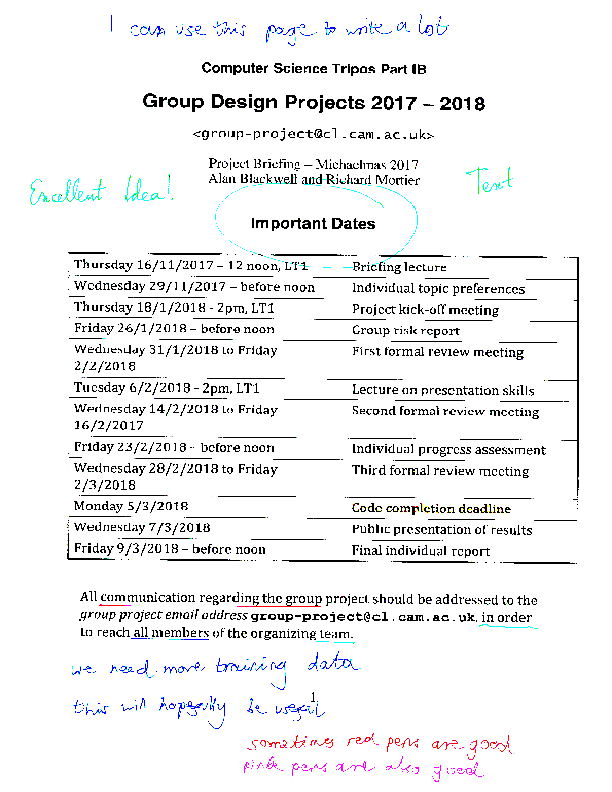 I can use this page to write a lot
Computer Science Tripos Part IB
Group Design Projects 2017 – 2018
<group-project@cl.cam.ac.uk>
Project Briefing – Michaelmas 2017
Alan Blackwell and Richard Mortier
Excellent Idea!
Text
Important Dates
Thursday 16/11/2017 – 12 noon, LT1 Briefing lecture
Wednesday 29/11/2017 – before noon Individual topic preferences
Thursday 18/1/2018 - 2pm, LT1 Project kick-off meeting
Friday 26/1/2018 – before noon Group risk report
Wednesday 31/1/2018 to Friday First formal review meeting
2/2/2018
Tuesday 6/2/2018 - 2pm, LT1 Lecture on presentation skills
Wednesday 14/2/2018 to Friday Second formal review meeting
16/2/2017
Friday 23/2/2018 – before noon Individual progress assessment
Wednesday 28/2/2018 to Friday Third formal review meeting
2/3/2018
Monday 5/3/2018 Code completion deadline
Wednesday 7/3/2018 Public presentation of results
Friday 9/3/2018 – before noon Final individual report
All communication regarding the group project should be addressed to the
group project email address group-project@cl.cam.ac.uk, in order
to reach all members of the organizing team.
we need more training data
this will hopefully be useful
1
sometimes red pens are good
pink pens are also good